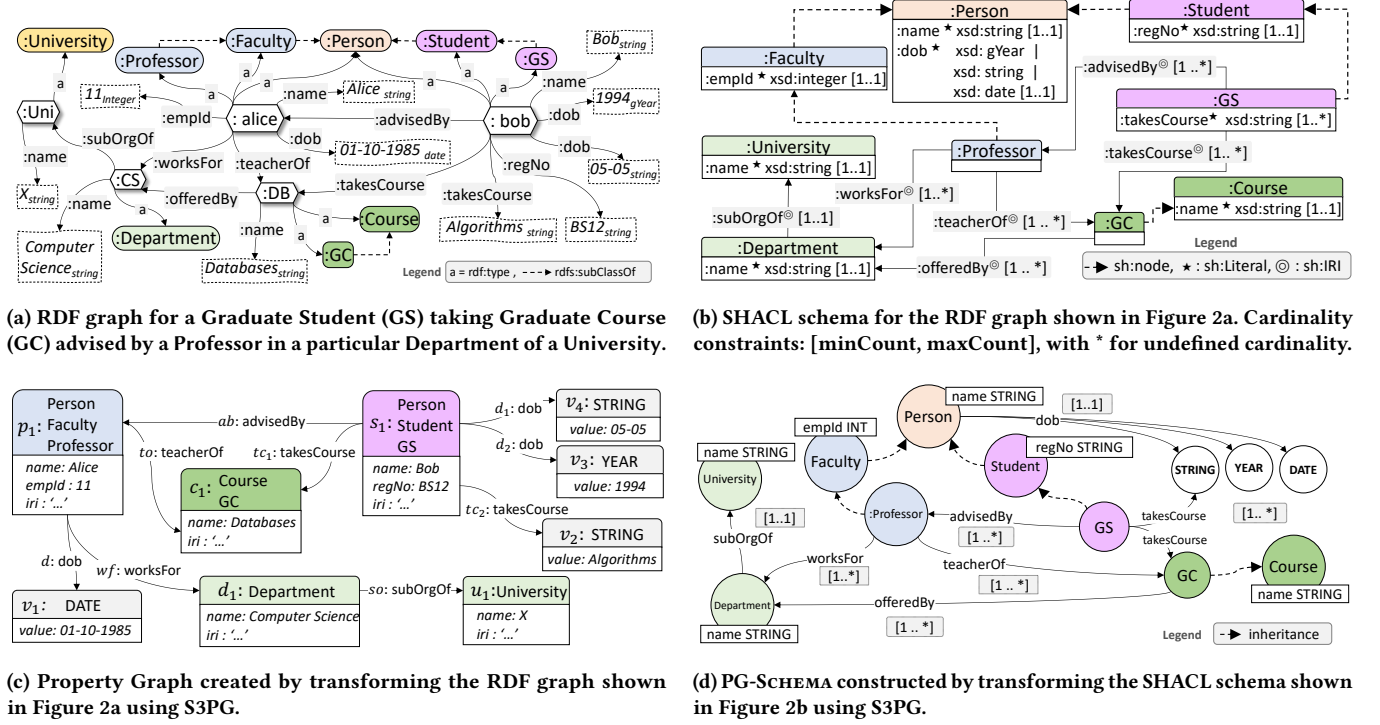 :University
:Faculty
:Person
:Student
:Professor
:GS
Bob string
a
a
a
a
a
a
a
:name
11 Integer
:name
Alice string
1994 gYear
:Uni
:empId
: alice
:advisedBy
: bob
:dob
:subOrgOf
:dob
01-10-1985 date
:dob
:name
:worksFor
:teacherOf
:regNo
05-05 string
:CS
:takesCourse
X string
:name
:offeredBy
:DB
:takesCourse
a
a
:Course
:Department
:name
a
Algorithms string
BS12 string
Computer
Science string
:GC
Databases string
Legend
a = rdf:type , rdfs:subClassOf
(a) RDF graph for a Graduate Student (GS) taking Graduate Course
(GC) advised by a Professor in a particular Department of a University.
:Person
:name ★ xsd:string [1..1]
:dob ★ xsd: gYear |
xsd: string |
xsd: date [1..1]
:Student
:regNo★ xsd:string [1..1]
:Faculty
:empId ★ xsd:integer [1..1]
:advisedBy◎ [1 ..*]
:GS
:takesCourse★ xsd:string [1..*]
:University
:name ★ xsd:string [1..1]
:Professor
:takesCourse◎ [1.. *]
:worksFor◎ [1..*]
:Course
:name ★ xsd:string [1..1]
:subOrgOf◎ [1..1]
:teacherOf◎ [1 ..*]
:GC
:Department
:name ★ xsd:string [1..1]
:offeredBy◎ [1 .. *]
Legend
sh:node, ★ : sh:Literal, ◎ : sh:IRI
(b) SHACL schema for the RDF graph shown in Figure 2a. Cardinality
constraints: [minCount, maxCount], with * for undefined cardinality.
p₁: Person
Faculty
Professor
name: Alice
empId : 11
iri : ‘...’
ab: advisedBy
s₁: Person
Student
GS
name: Bob
regNo: BS12
iri : ‘...’
d₁: dob
v₄: STRING
value: 05-05
d₂: dob
v₃: YEAR
value: 1994
to: teacherOf
tc₁: takesCourse
c₁: Course
GC
name: Databases
iri : ‘...’
tc₂: takesCourse
v₂: STRING
value: Algorithms
d: dob
wf: worksFor
v₁: DATE
value: 01-10-1985
d₁: Department
name: Computer Science
iri : ‘...’
so: subOrgOf
u₁:University
name: X
iri : ‘...’
(c) Property Graph created by transforming the RDF graph shown
in Figure 2a using S3PG.
Person
name STRING
[1..1]
dob
empId INT
Faculty
regNo STRING
Student
name STRING
University
STRING
YEAR
DATE
:Professor
advisedBy
[1 ..*]
GS
takesCourse
takesCourse
[1.. *]
[1..1]
subOrgOf
worksFor
[1..*]
teacherOf
[1 .. *]
GC
Course
name STRING
Department
name STRING
offeredBy
[1 .. *]
Legend
inheritance
(d) PG-SCHEMA constructed by transforming the SHACL schema shown
in Figure 2b using S3PG.